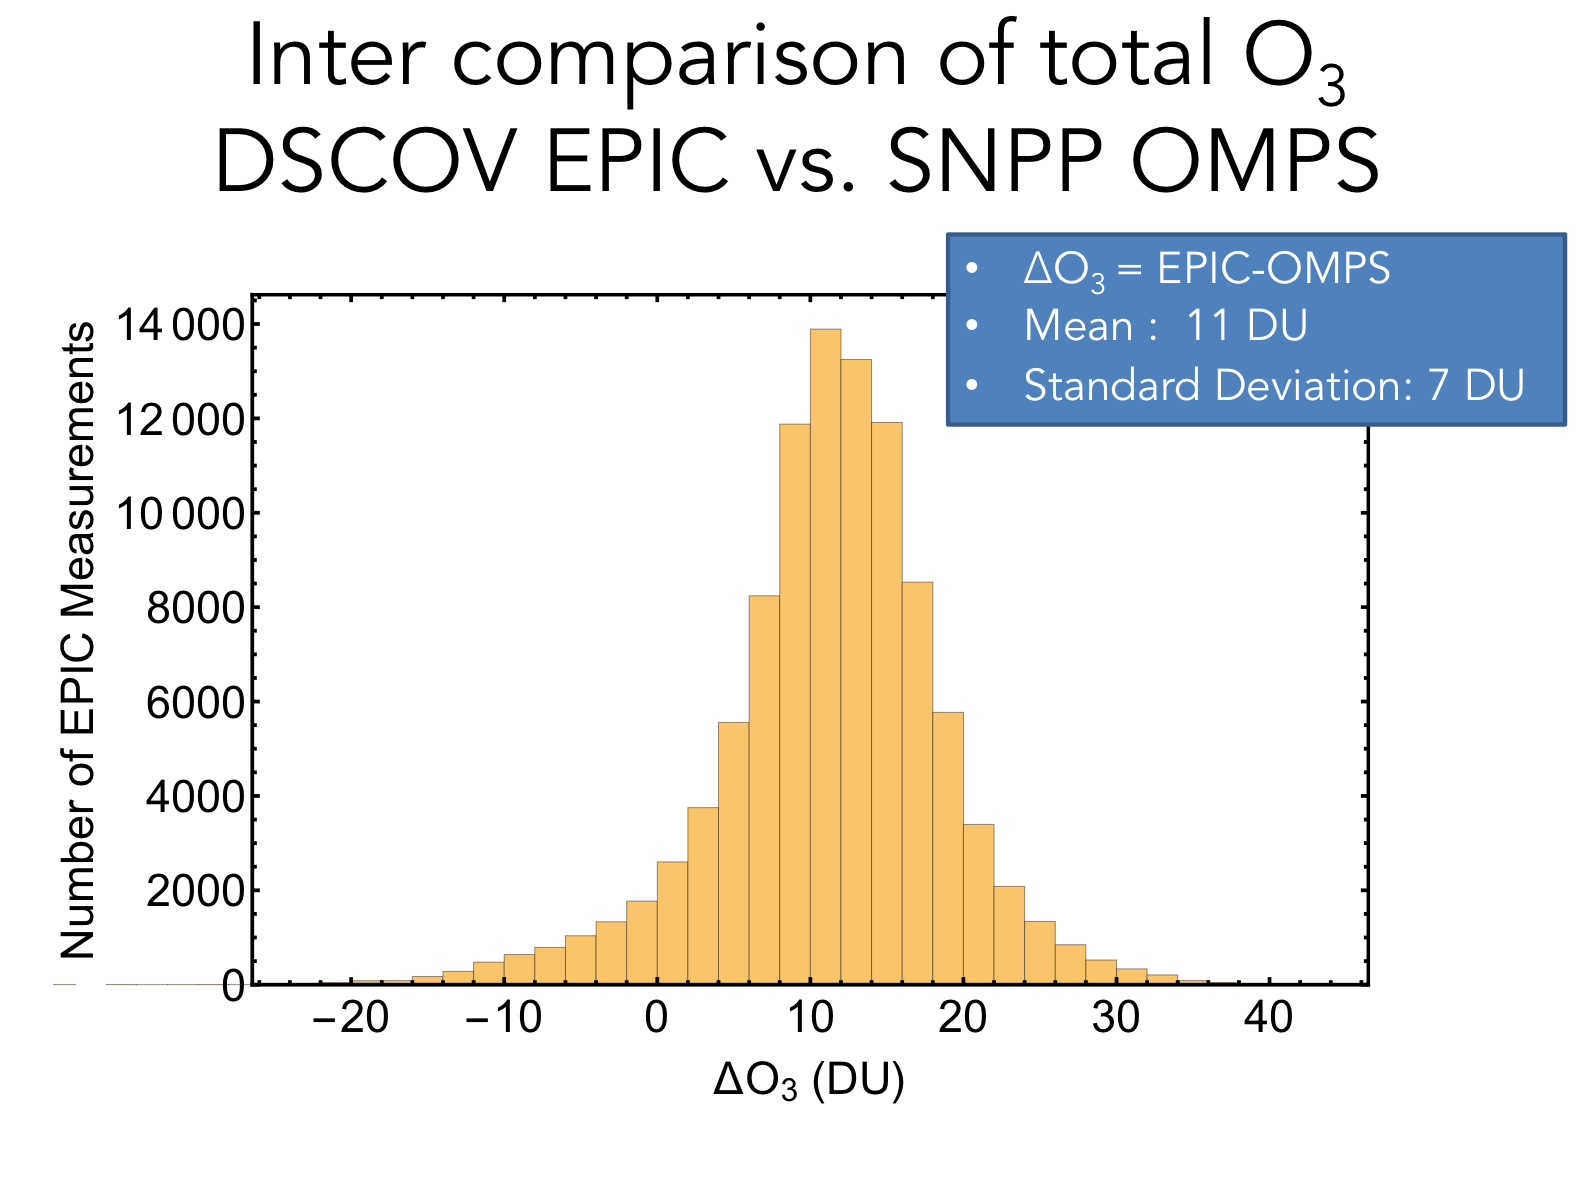 Inter comparison of total O₃
DSCOV EPIC vs. SNPP OMPS
• ΔO₃ = EPIC-OMPS
• Mean : 11 DU
• Standard Deviation: 7 DU
Number of EPIC Measurements
14 000
12 000
10 000
8000
6000
4000
2000
0
−20 −10 0 10 20 30 40
ΔO₃ (DU)